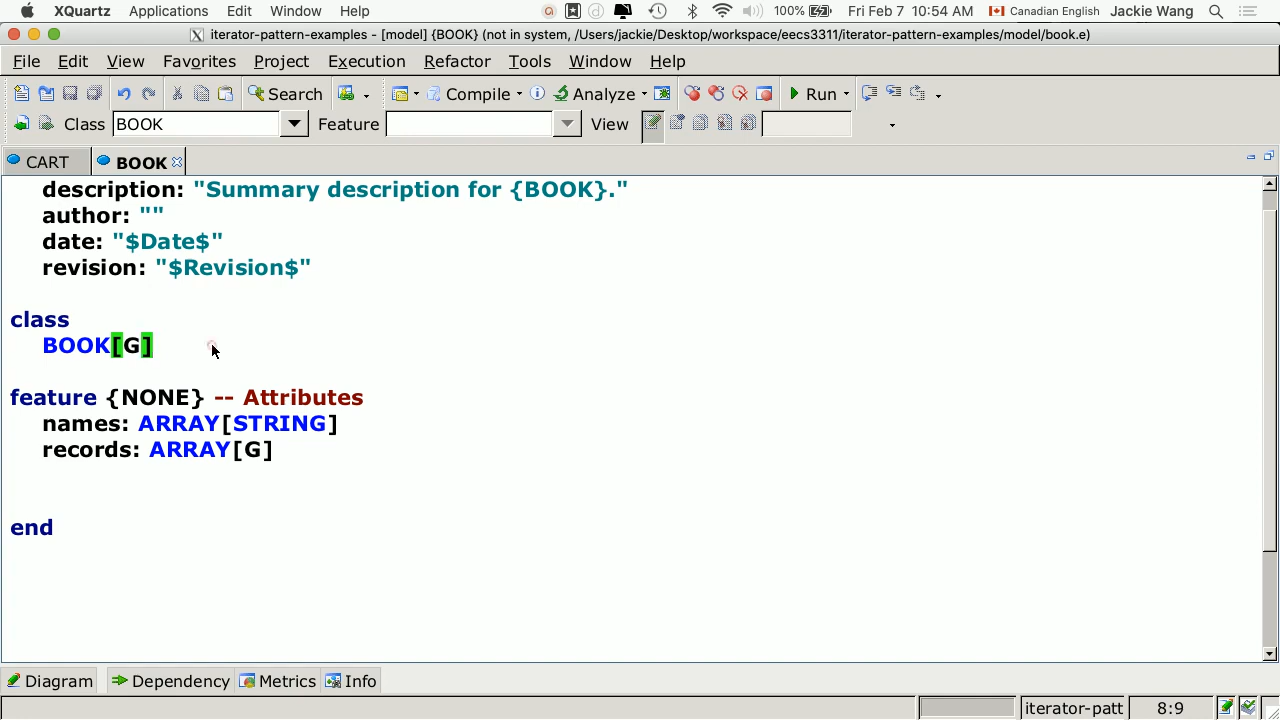 XQuartz Applications Edit Window Help 100% Fri Feb 7 10:54 AM Canadian English Jackie Wang
iterator-pattern-examples - [model] {BOOK} (not in system, /Users/jackie/Desktop/workspace/eecs3311/iterator-pattern-examples/model/book.e)
File Edit View Favorites Project Execution Refactor Tools Window Help
Search Compile Analyze Run
Class BOOK Feature View
CART BOOK
description: "Summary description for {BOOK}."
author: ""
date: "$Date$"
revision: "$Revision$"
class
BOOK[G]
feature {NONE} -- Attributes
names: ARRAY[STRING]
records: ARRAY[G]
end
Diagram Dependency Metrics Info
iterator-patt 8:9